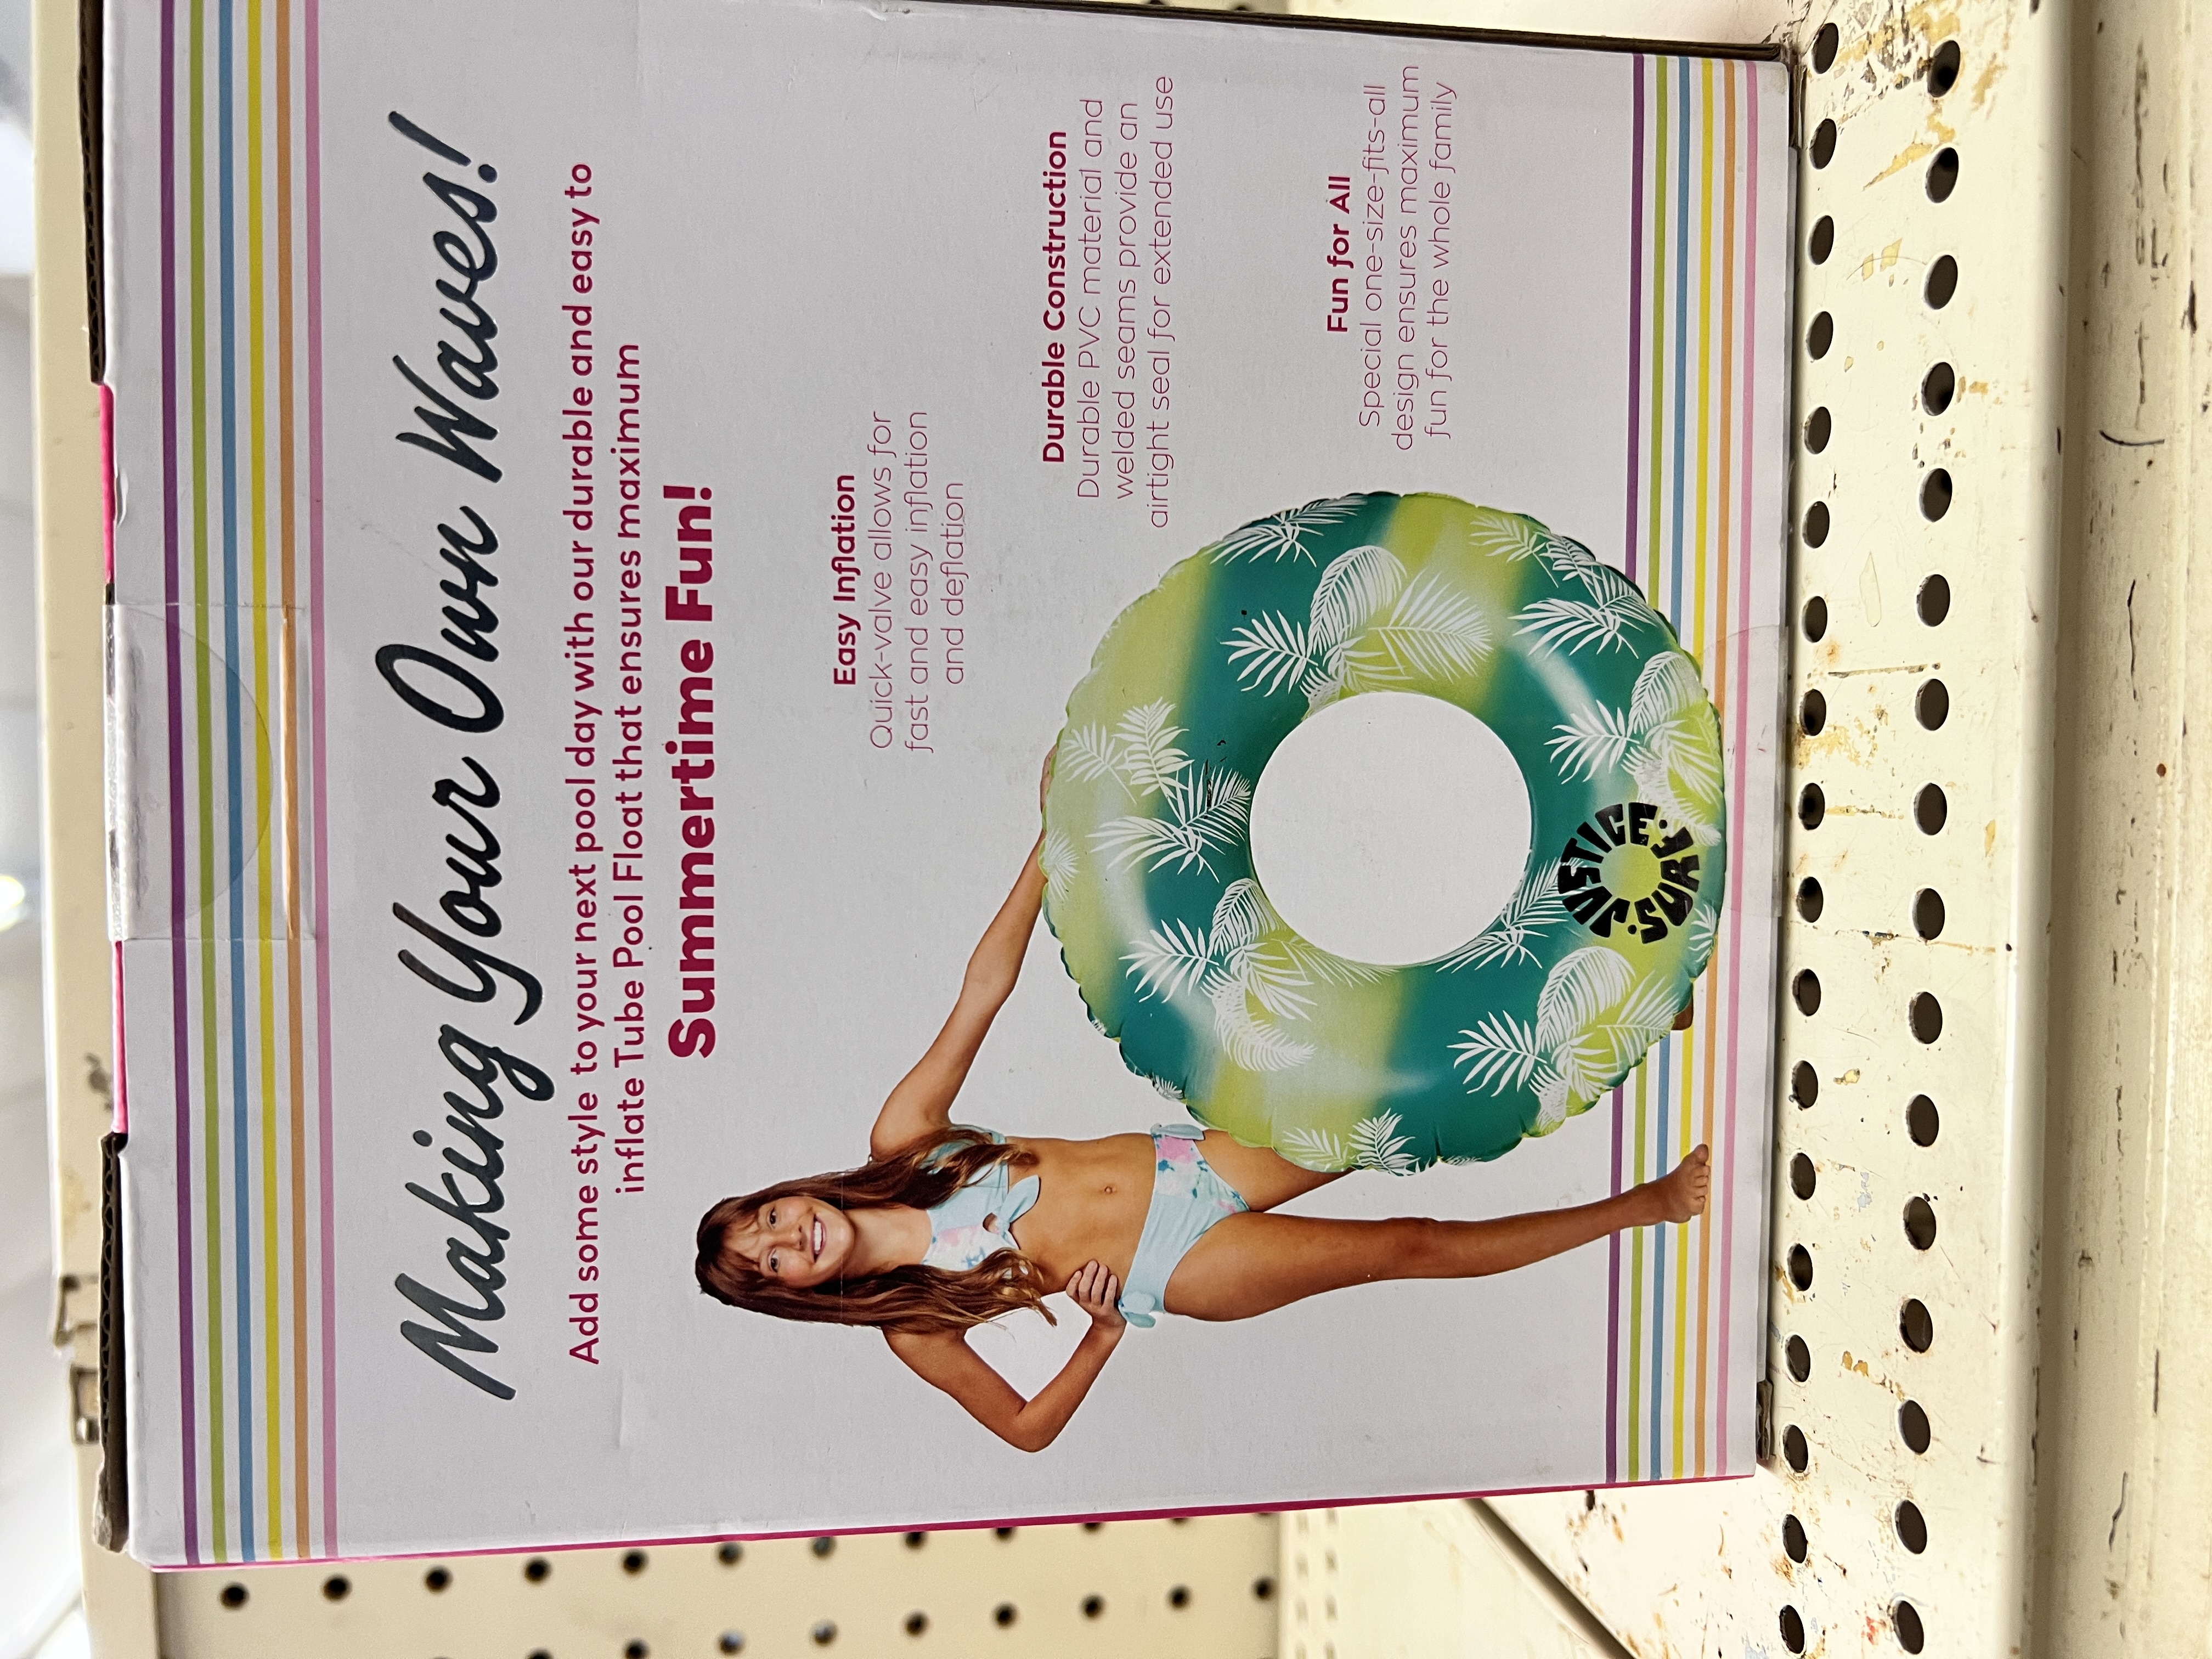 Making Your Own Waves!
Add some style to your next pool day with our durable and easy to
inflate Tube Pool Float that ensures maximum
Summertime Fun!
Easy Inflation
Quick-valve allows for
fast and easy inflation
and deflation
Durable Construction
Durable PVC material and
welded seams provide an
airtight seal for extended use
Fun for All
Special one-size-fits-all
design ensures maximum
fun for the whole family
JUSTICE
SURF